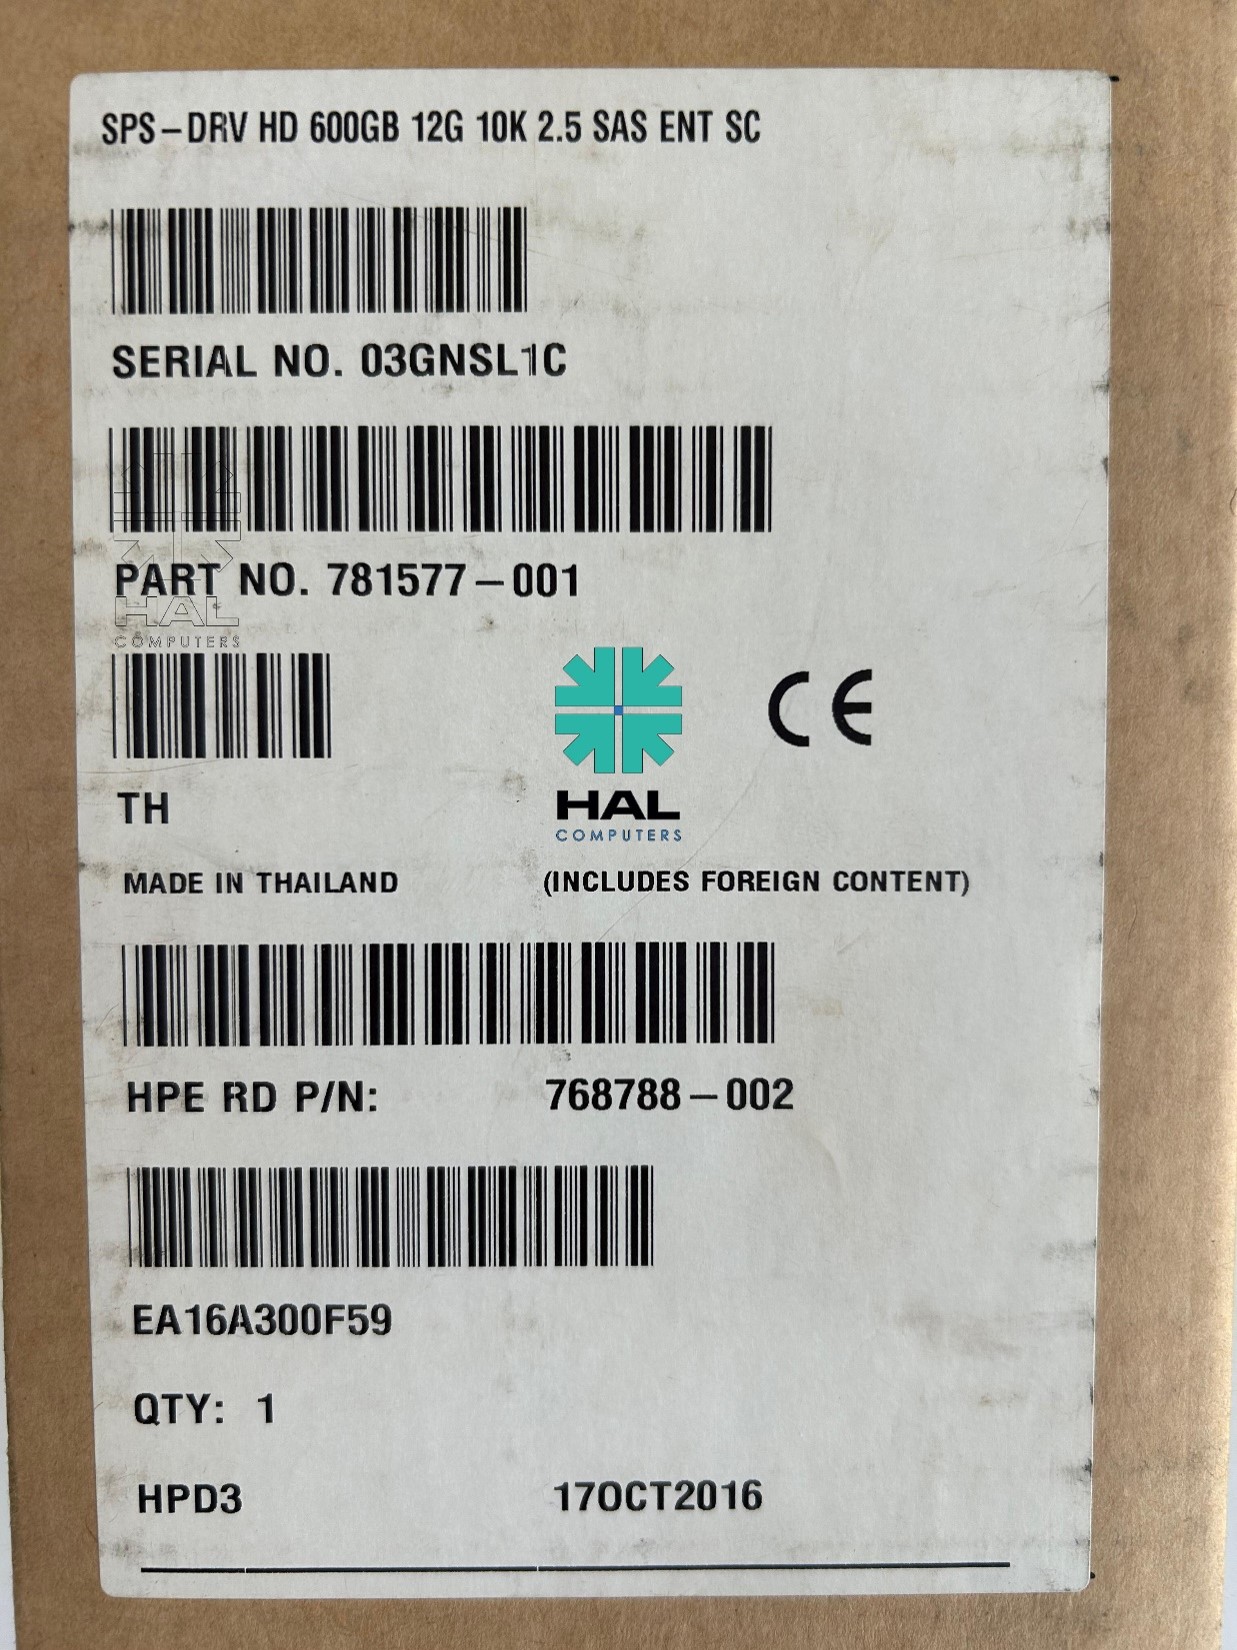 SPS-DRV HD 600GB 12G 10K 2.5 SAS ENT SC
SERIAL NO. 03GNSL1C
PART NO. 781577-001
HAL
COMPUTERS
CE
HAL
COMPUTERS
TH
MADE IN THAILAND (INCLUDES FOREIGN CONTENT)
HPE RD P/N: 768788-002
EA16A300F59
QTY: 1
HPD3 17OCT2016